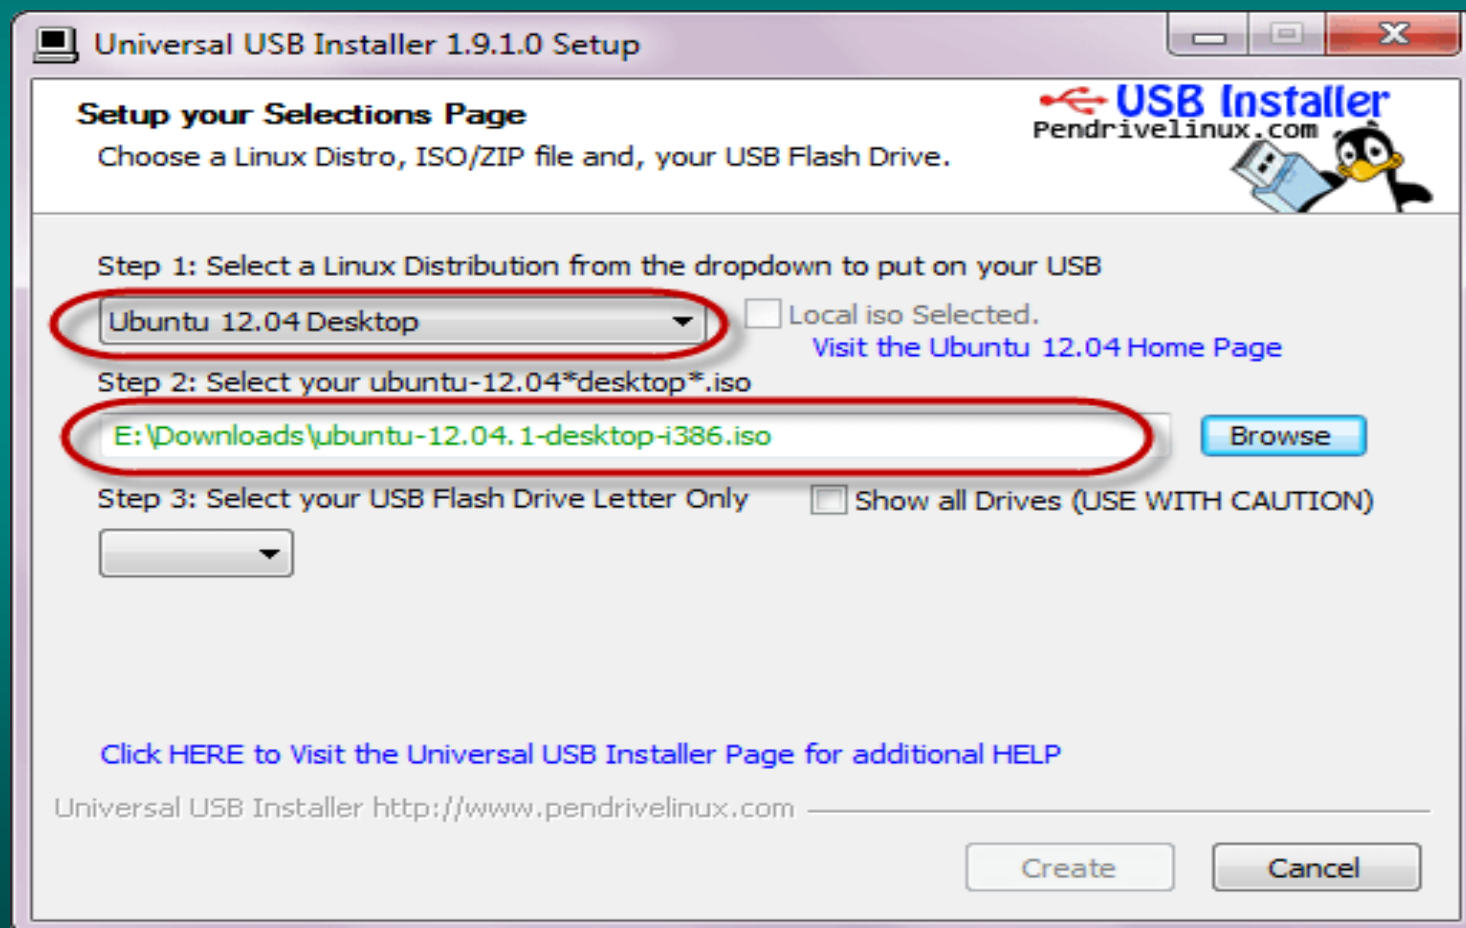 Universal USB Installer 1.9.1.0 Setup
Setup your Selections Page
Choose a Linux Distro, ISO/ZIP file and, your USB Flash Drive.
USB Installer
Pendrivelinux.com
Step 1: Select a Linux Distribution from the dropdown to put on your USB
Ubuntu 12.04 Desktop
Local iso Selected.
Visit the Ubuntu 12.04 Home Page
Step 2: Select your ubuntu-12.04*desktop*.iso
E:\Downloads\ubuntu-12.04.1-desktop-i386.iso
Browse
Step 3: Select your USB Flash Drive Letter Only
Show all Drives (USE WITH CAUTION)
Click HERE to Visit the Universal USB Installer Page for additional HELP
Universal USB Installer http://www.pendrivelinux.com
Create
Cancel